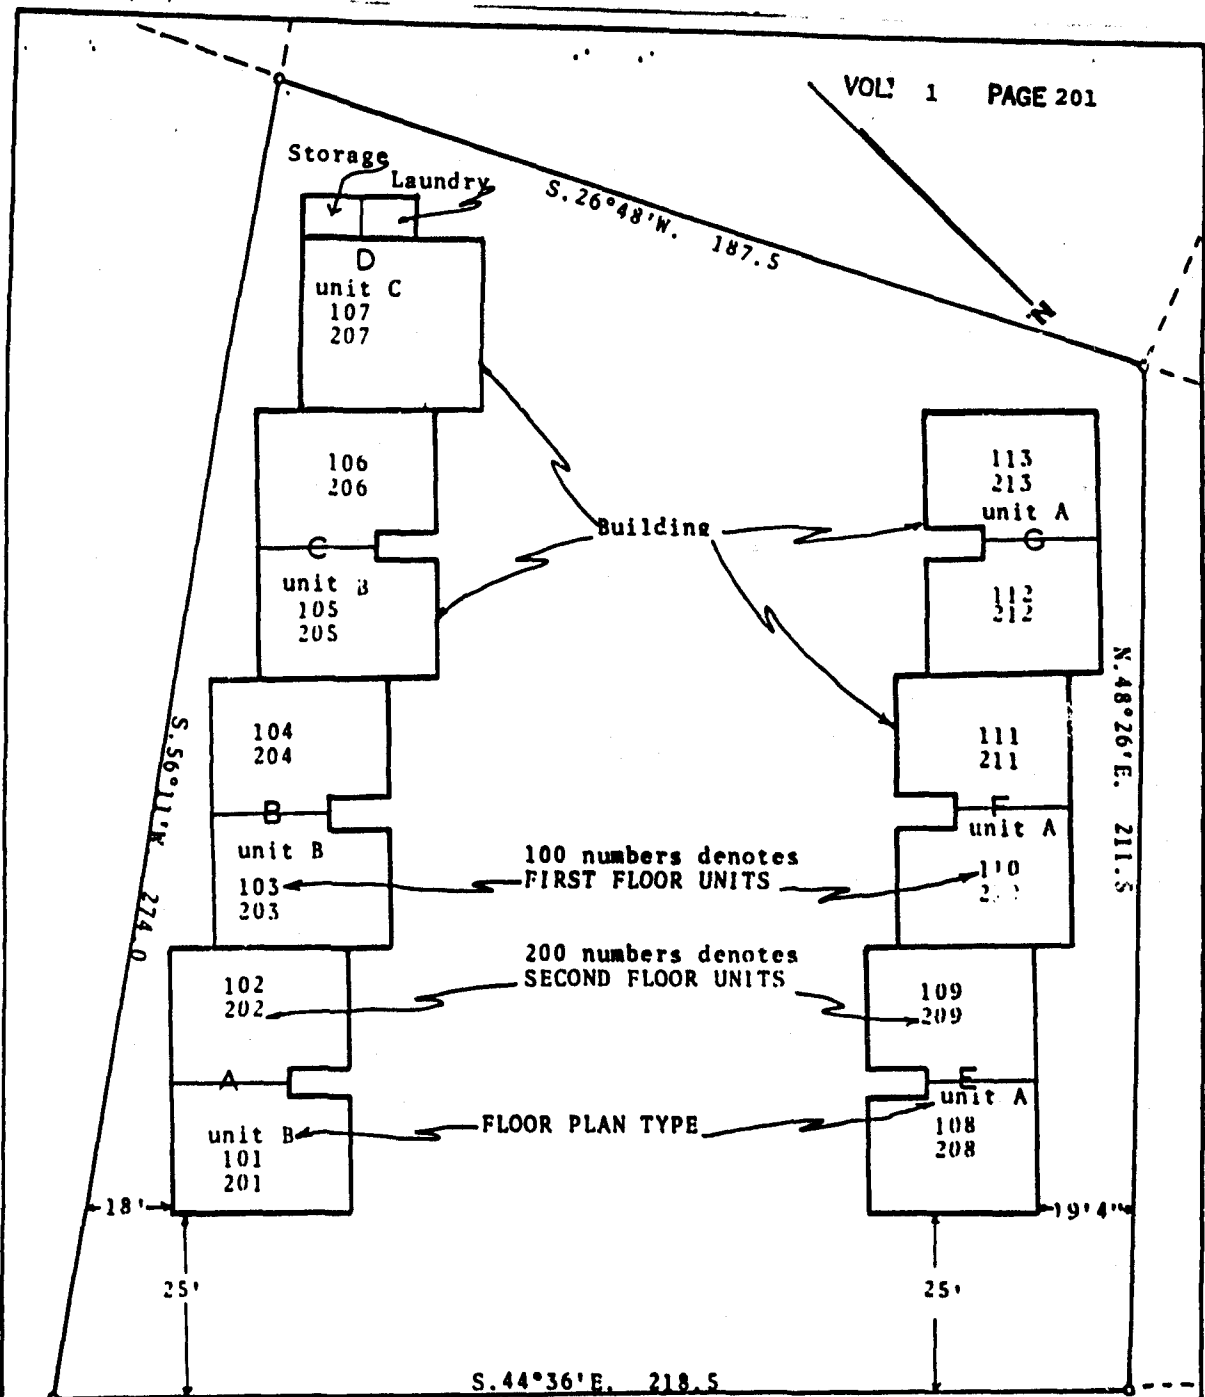 VOL: 1 PAGE 201
Storage
Laundry
S.26°48'W. 187.5
N
D
unit C
107
207
106
206
C
unit B
105
205
Building
113
213
unit A
G
112
212
104
204
B
unit B
103
203
111
211
F
unit A
110
S.56°11'W 274.0
N.48°26'E. 211.5
100 numbers denotes
FIRST FLOOR UNITS
200 numbers denotes
SECOND FLOOR UNITS
102
202
A
unit B
101
201
109
209
E
unit A
108
208
FLOOR PLAN TYPE
18'
19'4"
25'
25'
S.44°36'E. 218.5